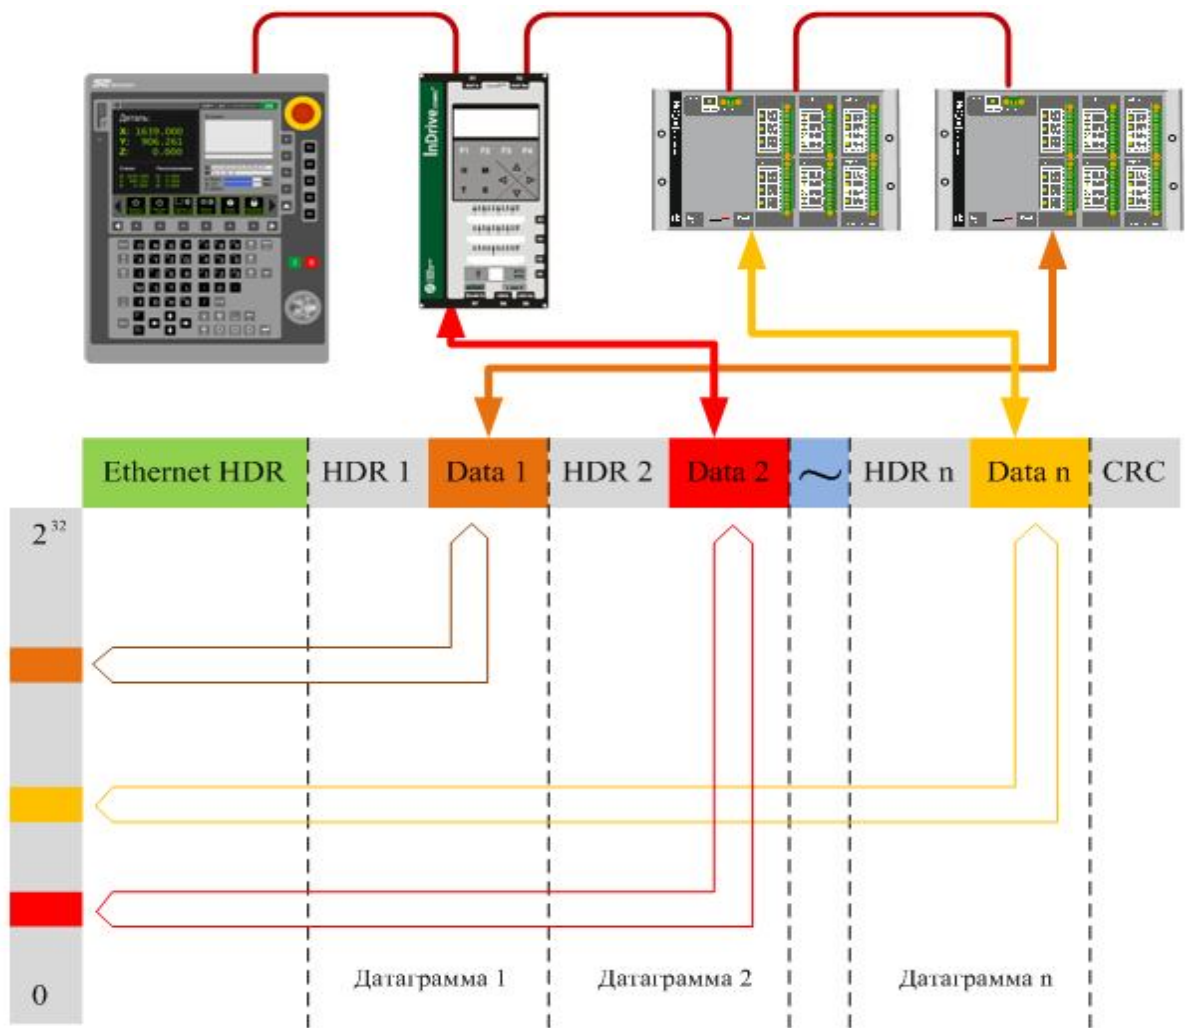 Деталь:
X: 1639.000
Y: 906.261
Z: 0.000
InDrive
F1 F2 F3 F4
Ethernet HDR
HDR 1
Data 1
HDR 2
Data 2
~
HDR n
Data n
CRC
2³²
0
Датаграмма 1
Датаграмма 2
Датаграмма n